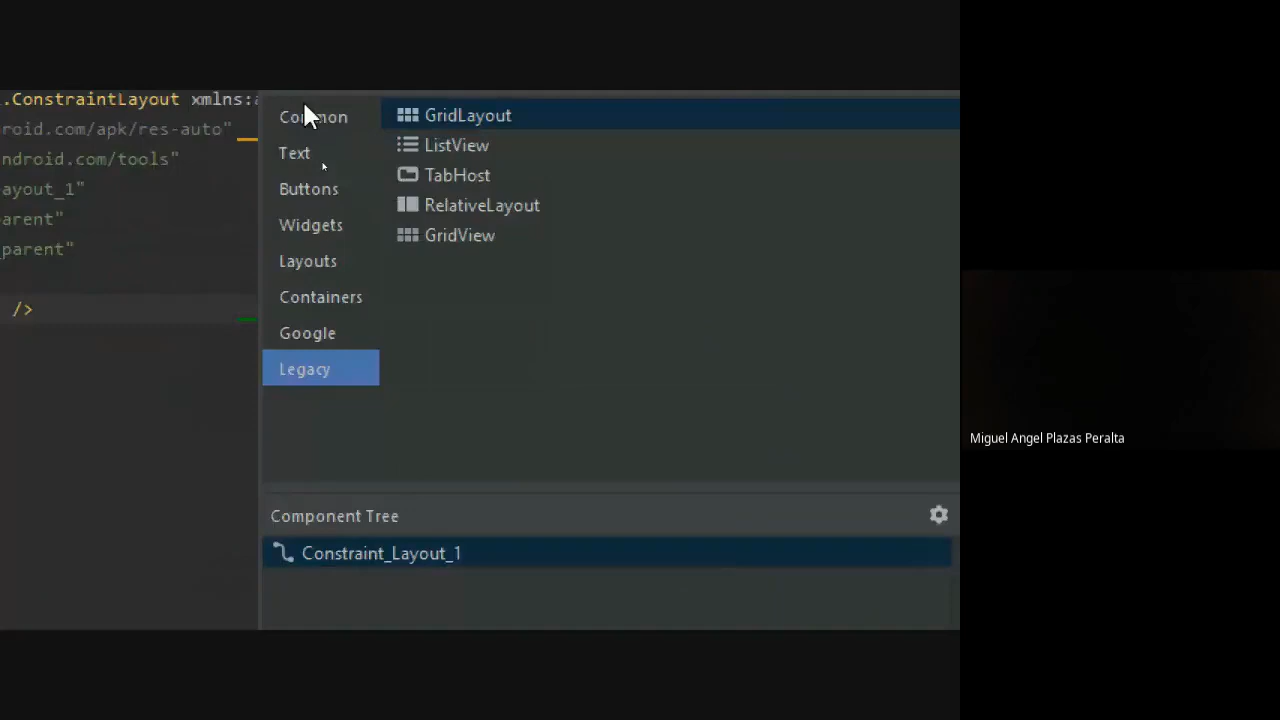 .ConstraintLayout xmlns:a
roid.com/apk/res-auto"
ndroid.com/tools"
ayout_1"
arent"
_parent"
/>
Common
Text
Buttons
Widgets
Layouts
Containers
Google
Legacy
GridLayout
ListView
TabHost
RelativeLayout
GridView
Component Tree
Constraint_Layout_1
Miguel Angel Plazas Peralta